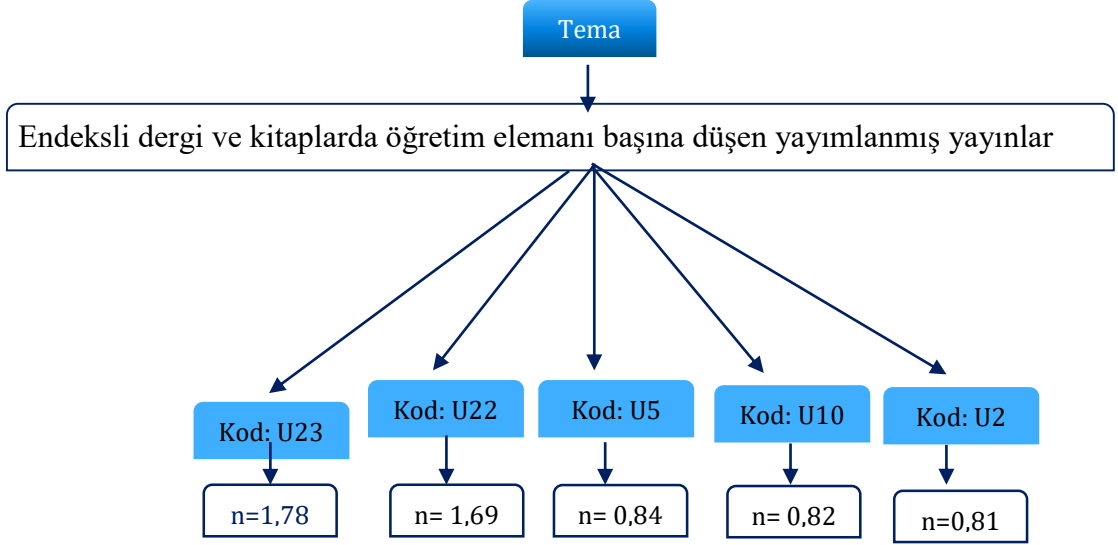 Tema
Endeksli dergi ve kitaplarda öğretim elemanı başına düşen yayımlanmış yayınlar
Kod: U23
Kod: U22
Kod: U5
Kod: U10
Kod: U2
n=1,78
n= 1,69
n= 0,84
n= 0,82
n=0,81